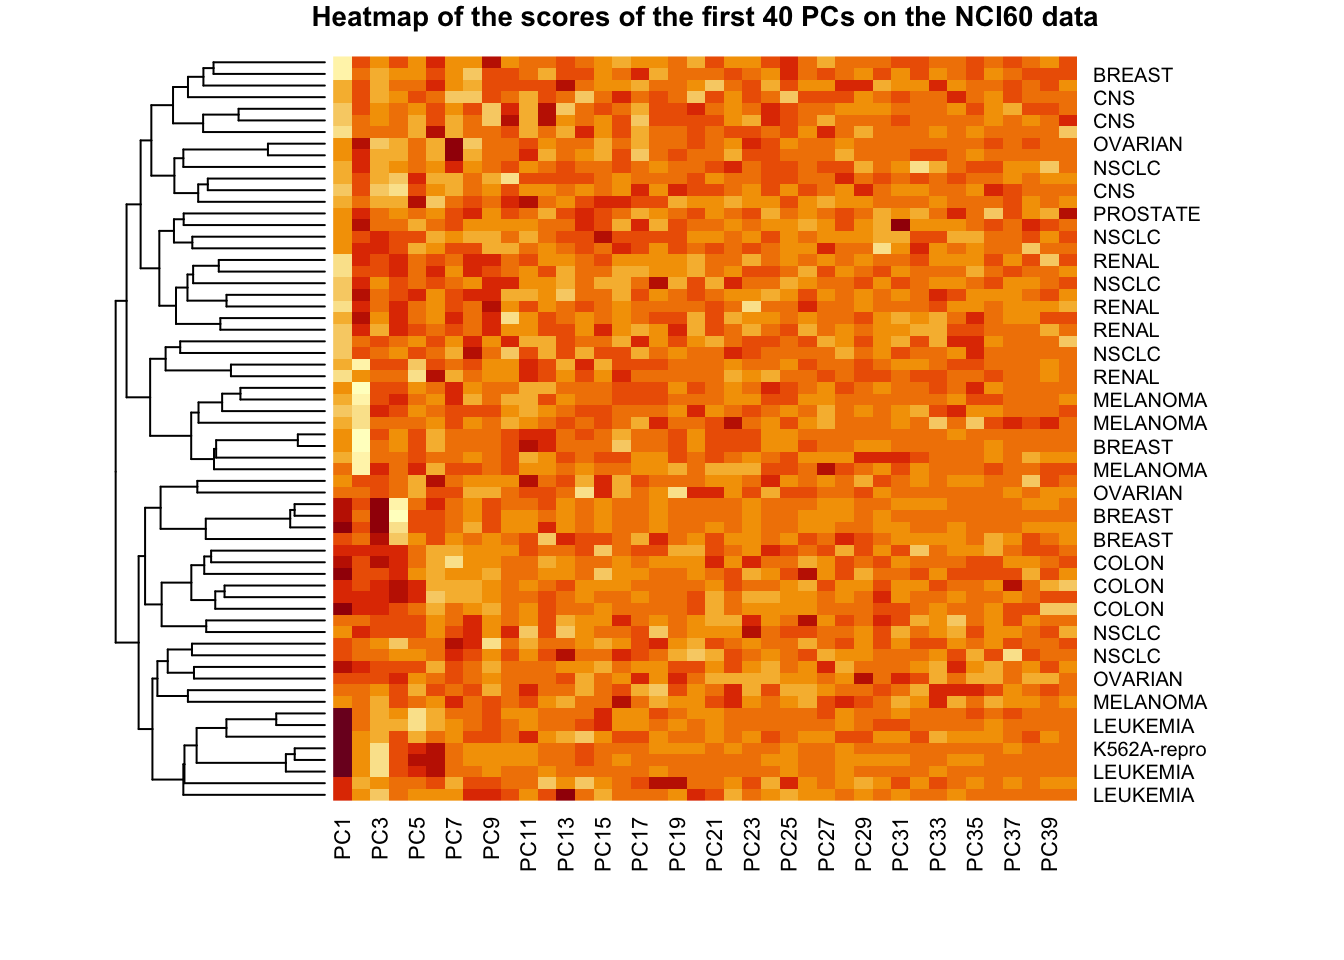 Heatmap of the scores of the first 40 PCs on the NCI60 data
BREAST
CNS
CNS
OVARIAN
NSCLC
CNS
PROSTATE
NSCLC
RENAL
NSCLC
RENAL
RENAL
NSCLC
RENAL
MELANOMA
MELANOMA
BREAST
MELANOMA
OVARIAN
BREAST
BREAST
COLON
COLON
COLON
NSCLC
NSCLC
OVARIAN
MELANOMA
LEUKEMIA
K562A-repro
LEUKEMIA
LEUKEMIA
PC1
PC3
PC5
PC7
PC9
PC11
PC13
PC15
PC17
PC19
PC21
PC23
PC25
PC27
PC29
PC31
PC33
PC35
PC37
PC39